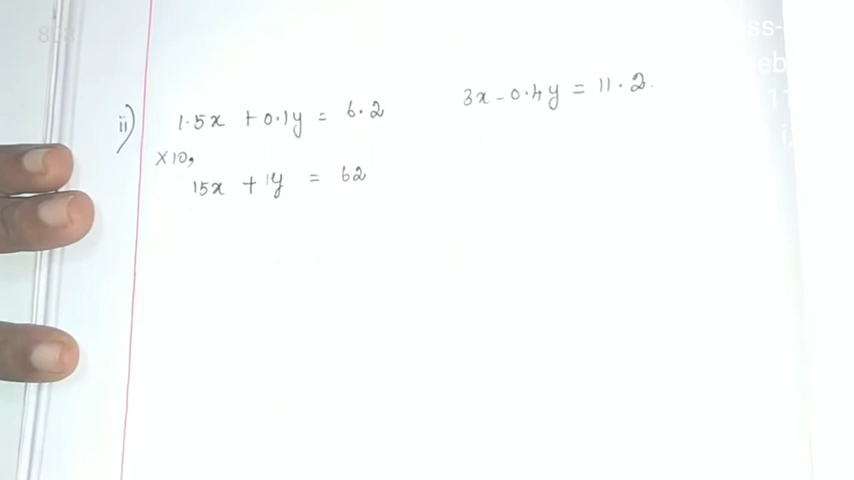 ii) 1.5x + 0.1y = 6.2 3x - 0.4y = 11.2.
×10,
15x + 1y = 62